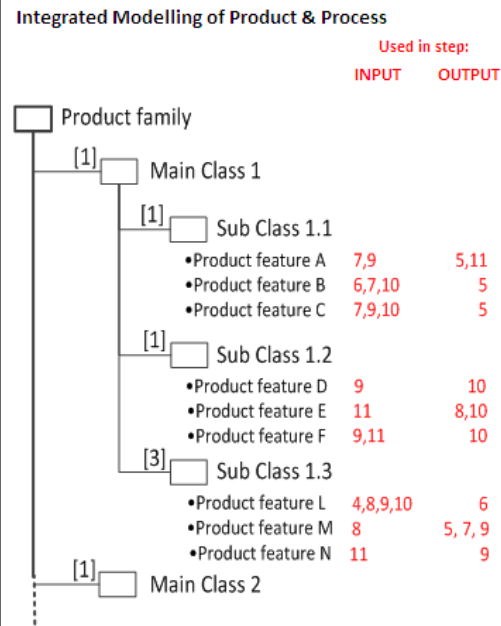 Integrated Modelling of Product & Process
Used in step:
INPUT OUTPUT
Product family
[1] Main Class 1
[1] Sub Class 1.1
•Product feature A 7,9 5,11
•Product feature B 6,7,10 5
•Product feature C 7,9,10 5
[1] Sub Class 1.2
•Product feature D 9 10
•Product feature E 11 8,10
•Product feature F 9,11 10
[3] Sub Class 1.3
•Product feature L 4,8,9,10 6
•Product feature M 8 5, 7, 9
•Product feature N 11 9
[1] Main Class 2